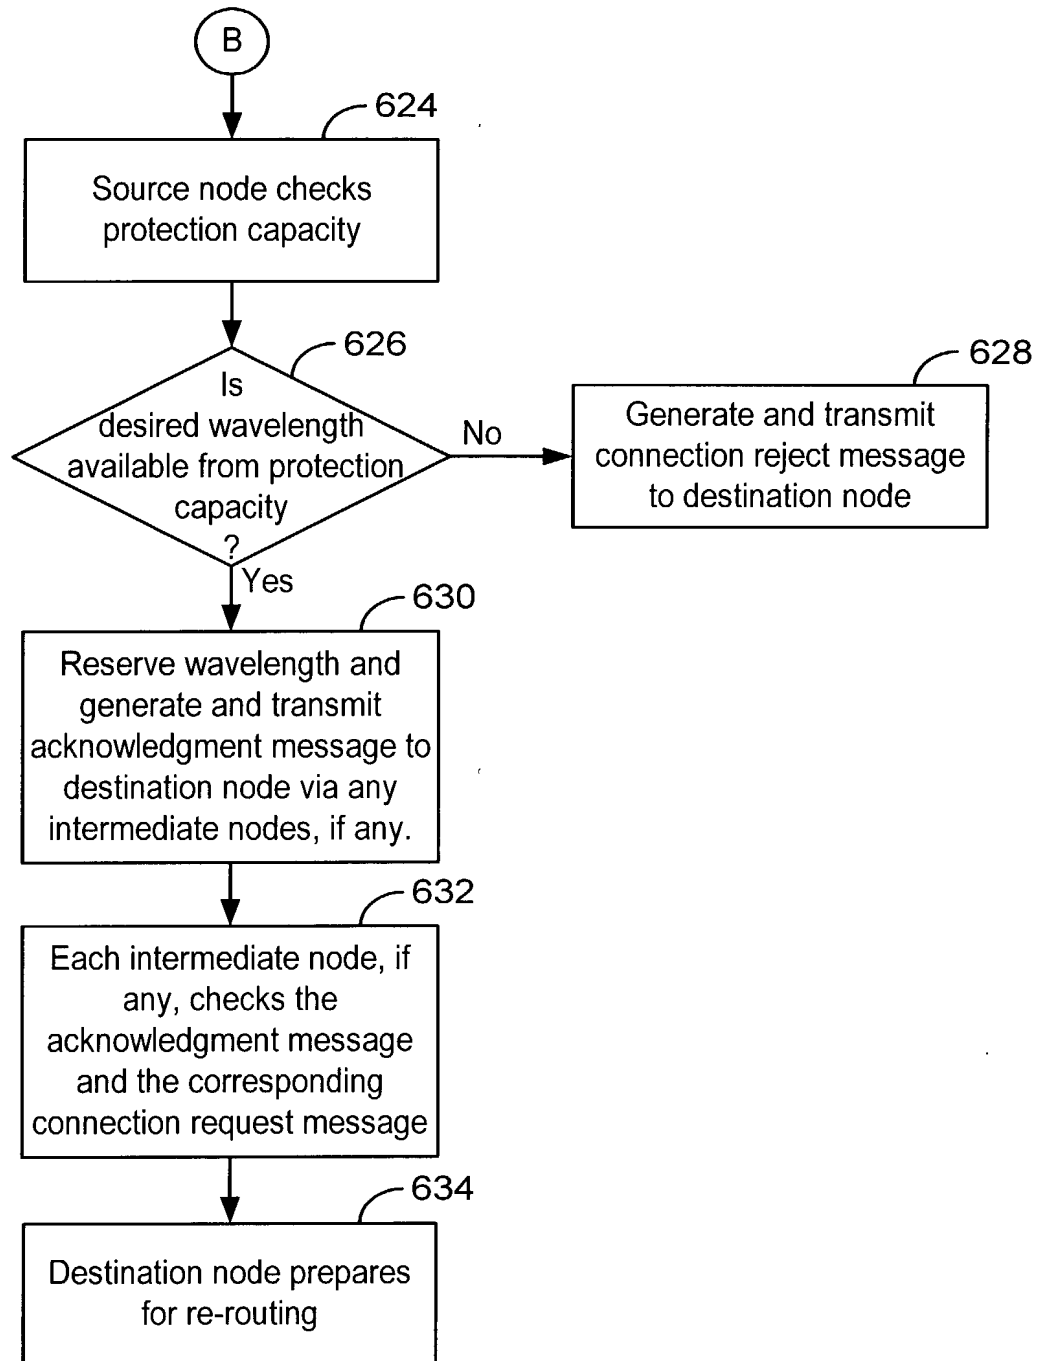 B
624
Source node checks
protection capacity
626
Is
desired wavelength
available from protection
capacity
?
No
628
Generate and transmit
connection reject message
to destination node
Yes
630
Reserve wavelength and
generate and transmit
acknowledgment message to
destination node via any
intermediate nodes, if any.
632
Each intermediate node, if
any, checks the
acknowledgment message
and the corresponding
connection request message
634
Destination node prepares
for re-routing